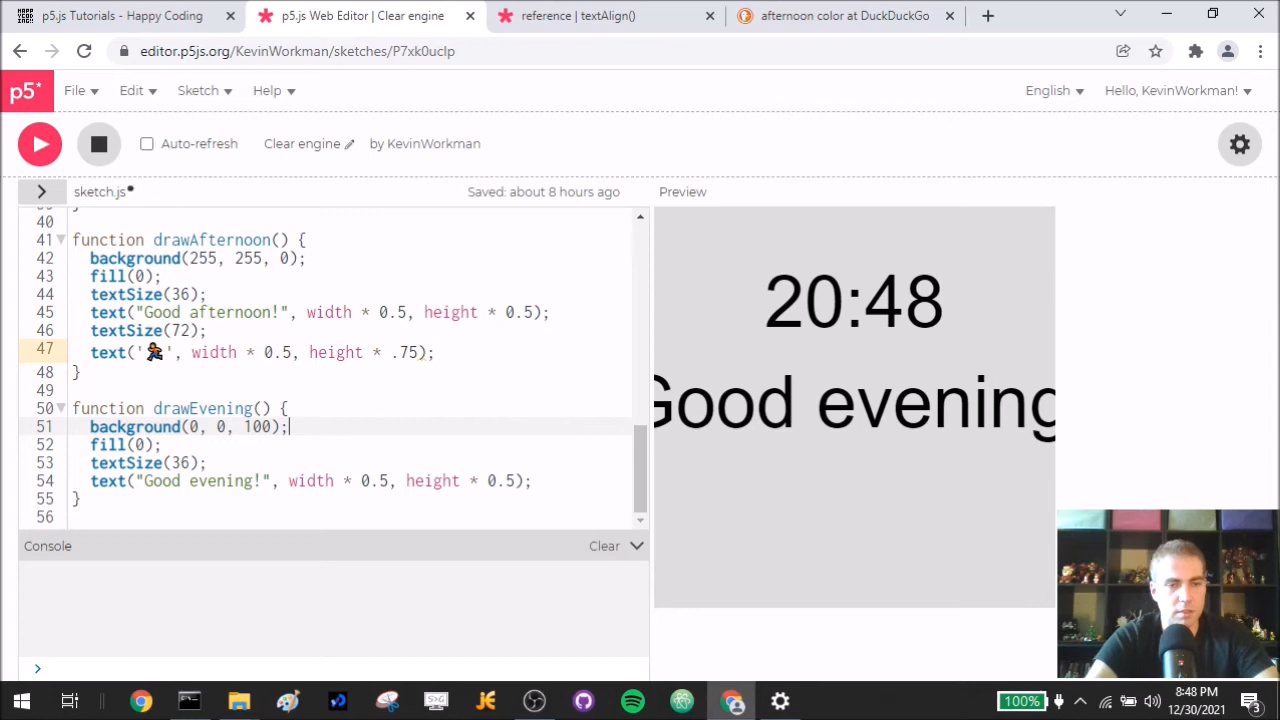 p5.js Tutorials - Happy Coding
p5.js Web Editor | Clear engine
reference | textAlign()
afternoon color at DuckDuckGo
editor.p5js.org/KevinWorkman/sketches/P7xk0ucIp
p5*
File
Edit
Sketch
Help
English
Hello, KevinWorkman!
Auto-refresh
Clear engine
by KevinWorkman
sketch.js
Saved: about 8 hours ago
Preview
40
41 function drawAfternoon() {
42 background(255, 255, 0);
43 fill(0);
44 textSize(36);
45 text("Good afternoon!", width * 0.5, height * 0.5);
46 textSize(72);
47 text('🏃', width * 0.5, height * .75);
48 }
49
50 function drawEvening() {
51 background(0, 0, 100);
52 fill(0);
53 textSize(36);
54 text("Good evening!", width * 0.5, height * 0.5);
55 }
56
20:48
Good evening
Console
Clear
>
100%
8:48 PM
12/30/2021
3